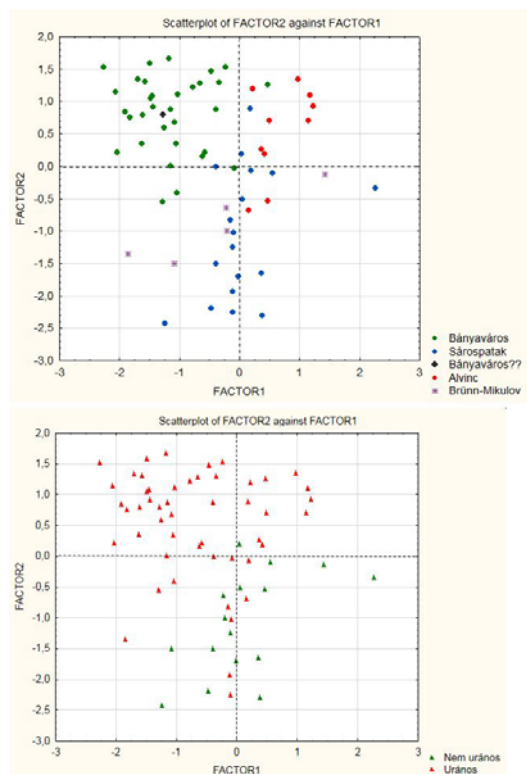 Scatterplot of FACTOR2 against FACTOR1
2,0
1,5
1,0
0,5
0,0
-0,5
-1,0
-1,5
-2,0
-2,5
-3,0
FACTOR2
-3 -2 -1 0 1 2 3
FACTOR1
Bányaváros
Sárospatak
Bányaváros??
Alvinc
Brünn-Mikulov
Scatterplot of FACTOR2 against FACTOR1
2,0
1,5
1,0
0,5
0,0
-0,5
-1,0
-1,5
-2,0
-2,5
-3,0
FACTOR2
-3 -2 -1 0 1 2 3
FACTOR1
Nem urános
Urános